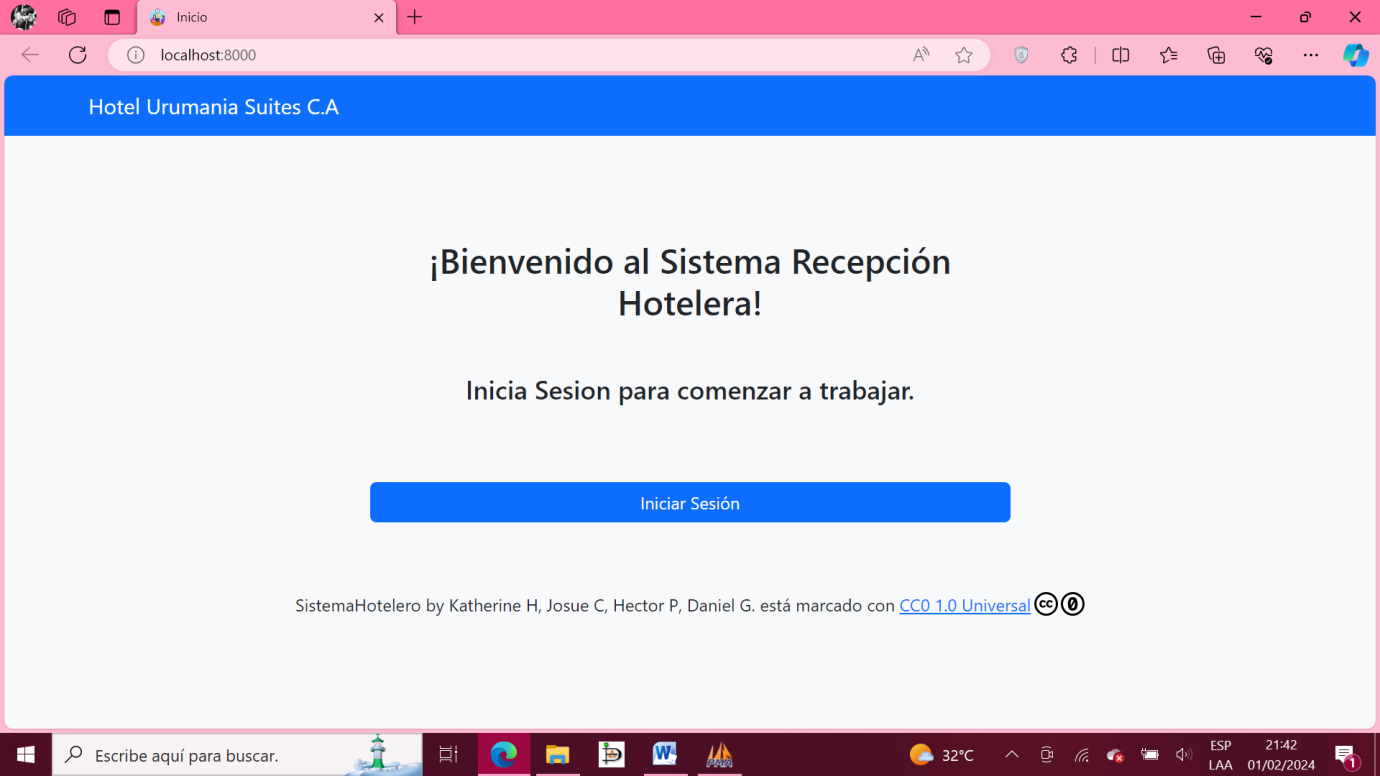 Inicio
localhost:8000
Hotel Urumania Suites C.A
¡Bienvenido al Sistema Recepción
Hotelera!
Inicia Sesion para comenzar a trabajar.
Iniciar Sesión
SistemaHotelero by Katherine H, Josue C, Hector P, Daniel G. está marcado con CC0 1.0 Universal
Escribe aquí para buscar.
32°C
ESP
LAA
21:42
01/02/2024
1